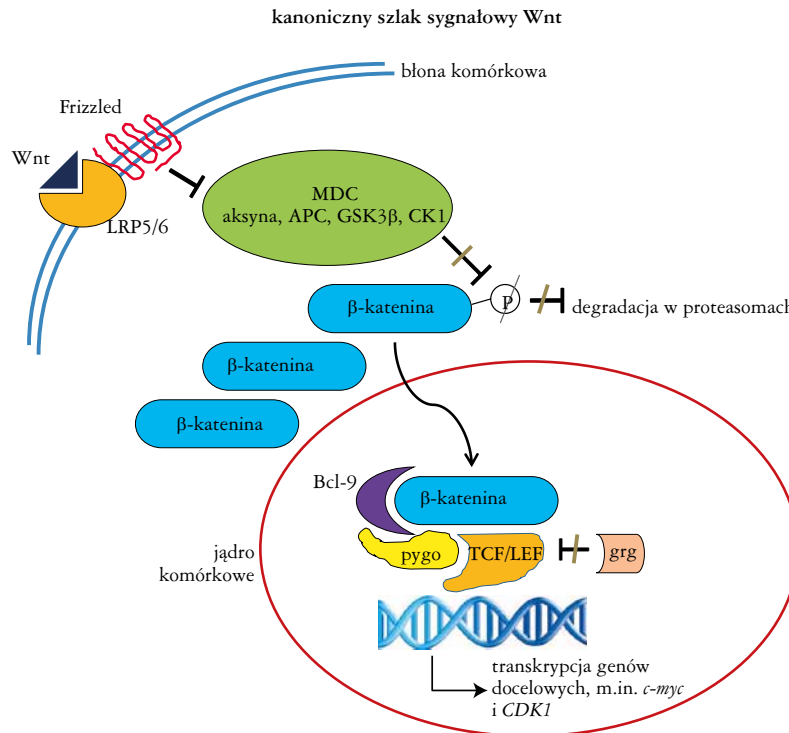 kanoniczny szlak sygnałowy Wnt
błona komórkowa
Frizzled
Wnt
LRP5/6
MDC
aksyna, APC, GSK3β, CK1
β-katenina
P
degradacja w proteasomach
β-katenina
β-katenina
Bcl-9
β-katenina
jądro
komórkowe
pygo
TCF/LEF
grg
transkrypcja genów
docelowych, m.in. c-myc
i CDK1